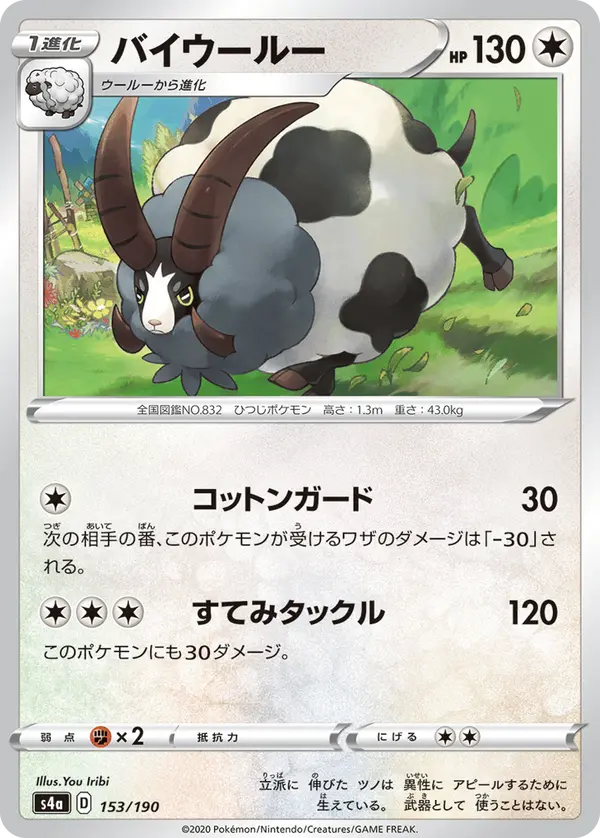 1進化
バイウールー
HP 130
ウールーから進化
全国図鑑NO.832 ひつじポケモン 高さ:1.3m 重さ:43.0kg
コットンガード 30
次の相手の番、このポケモンが受けるワザのダメージは「-30」さ
れる。
すてみタックル 120
このポケモンにも30ダメージ。
弱点 ×2 抵抗力 にげる
Illus.You Iribi
s4a D 153/190
立派に 伸びた ツノは 異性に アピールするために
生えている。 武器として 使うことはない。
©2020 Pokémon/Nintendo/Creatures/GAME FREAK.